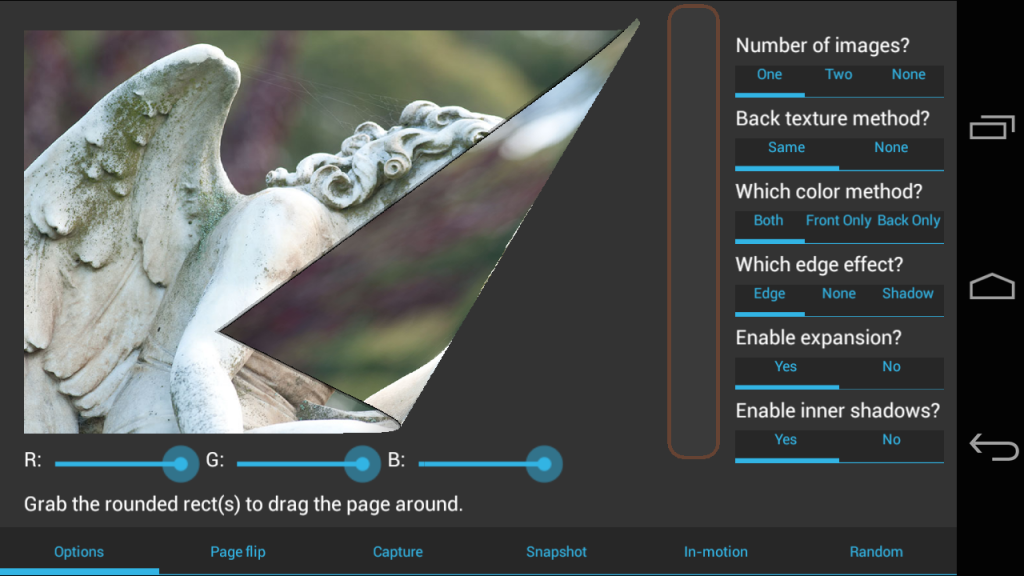 Number of images?
One Two None
Back texture method?
Same None
Which color method?
Both Front Only Back Only
Which edge effect?
Edge None Shadow
Enable expansion?
Yes No
Enable inner shadows?
Yes No
R: G: B:
Grab the rounded rect(s) to drag the page around.
Options Page flip Capture Snapshot In-motion Random